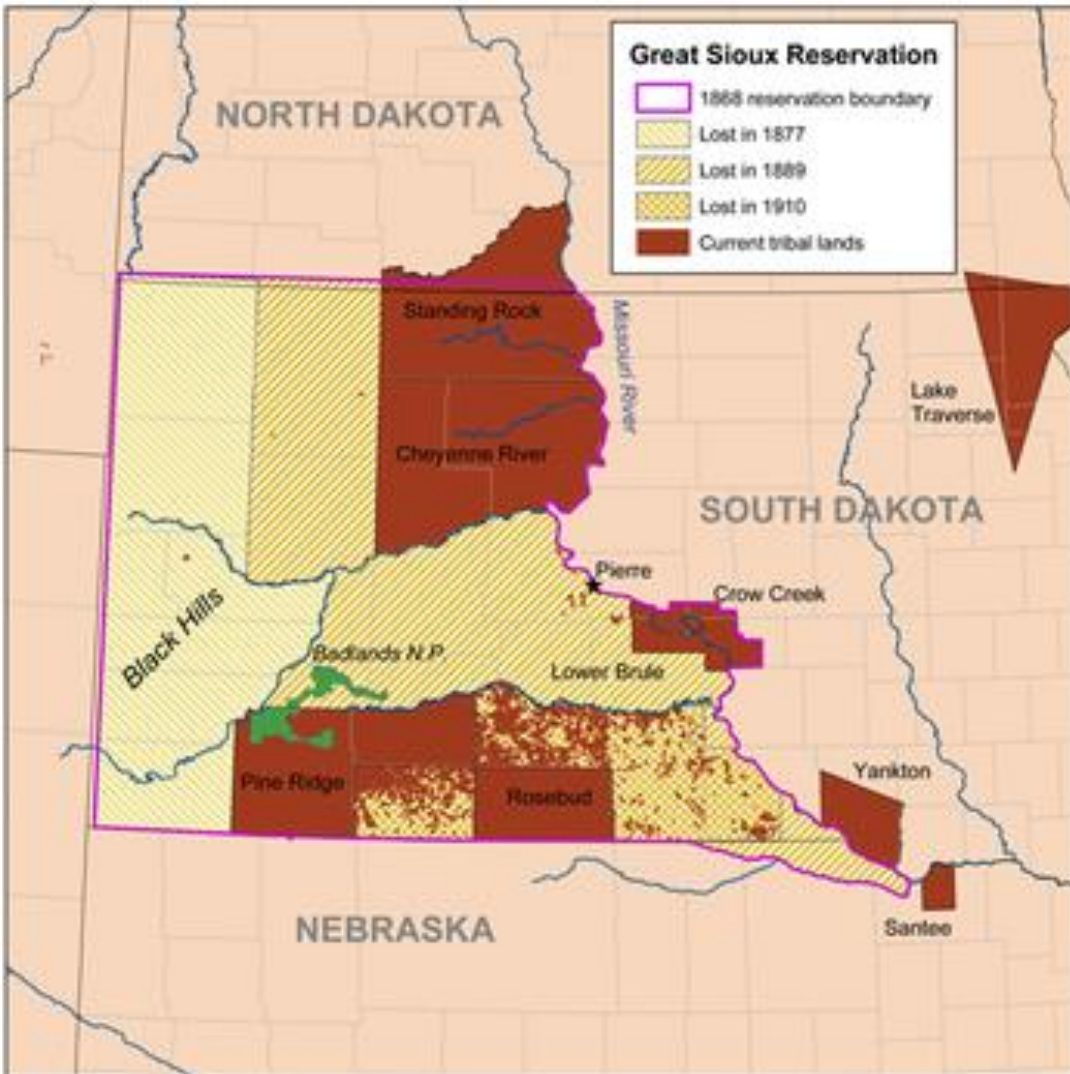 Great Sioux Reservation
1868 reservation boundary
Lost in 1877
Lost in 1889
Lost in 1910
Current tribal lands
NORTH DAKOTA
Standing Rock
Missouri River
Lake
Traverse
Cheyenne River
SOUTH DAKOTA
Pierre
Crow Creek
Black Hills
Badlands N.P.
Lower Brule
Yankton
Pine Ridge
Rosebud
NEBRASKA
Santee